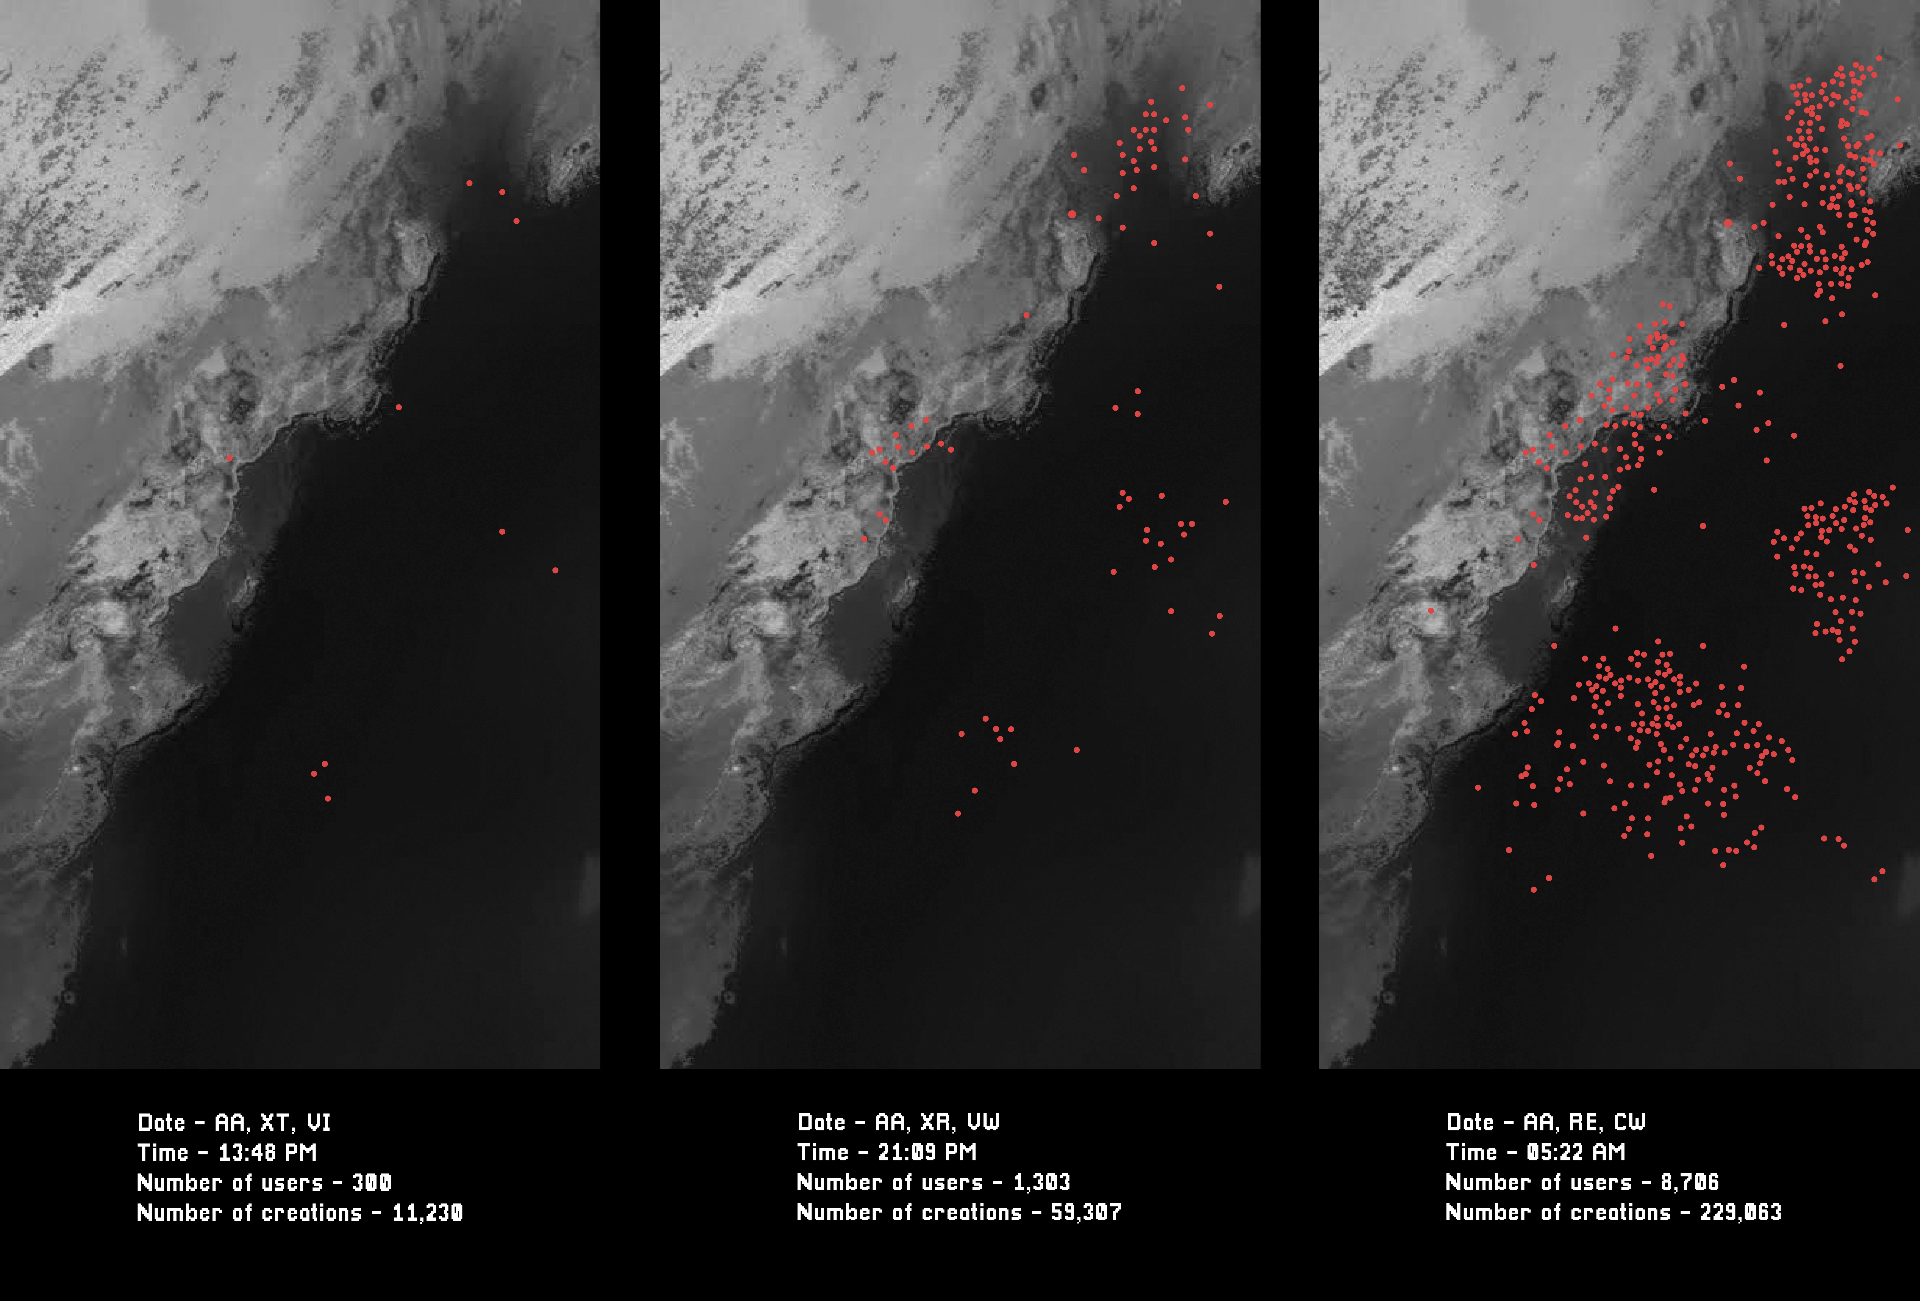 Date - AA, XT, VI
Time - 13:48 PM
Number of users - 300
Number of creations - 11,230
Date - AA, XR, VW
Time - 21:09 PM
Number of users - 1,303
Number of creations - 59,307
Date - AA, RE, CW
Time - 05:22 AM
Number of users - 8,706
Number of creations - 229,063